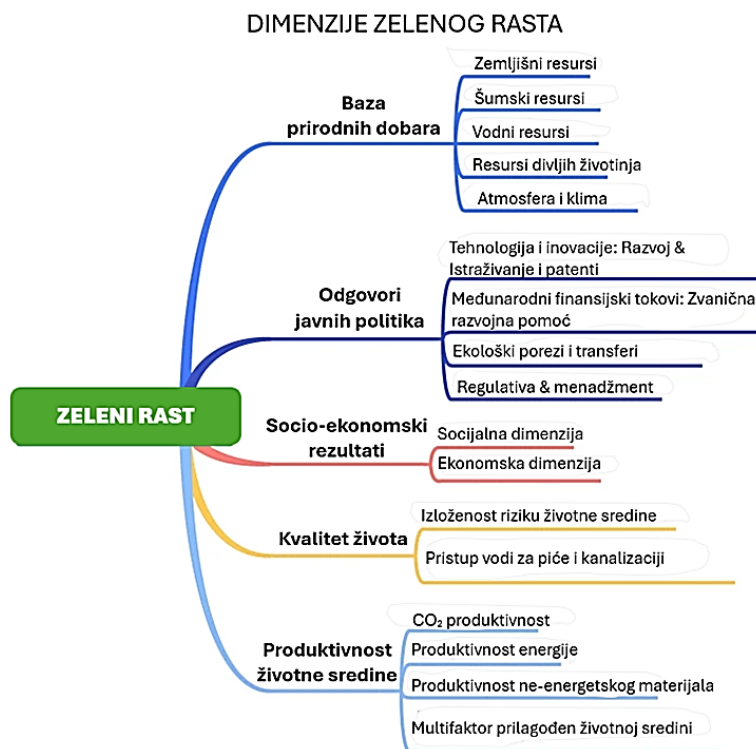 DIMENZIJE ZELENOG RASTA
Baza
prirodnih dobara
Zemljišni resursi
Šumski resursi
Vodni resursi
Resursi divljih životinja
Atmosfera i klima
Odgovori
javnih politika
Tehnologija i inovacije: Razvoj &
Istraživanje i patenti
Međunarodni finansijski tokovi: Zvanična
razvojna pomoć
Ekološki porezi i transferi
Regulativa & menadžment
ZELENI RAST
Socio-ekonomski
rezultati
Socijalna dimenzija
Ekonomska dimenzija
Kvalitet života
Izloženost riziku životne sredine
Pristup vodi za piće i kanalizaciji
Produktivnost
životne sredine
CO₂ produktivnost
Produktivnost energije
Produktivnost ne-energetskog materijala
Multifaktor prilagođen životnoj sredini